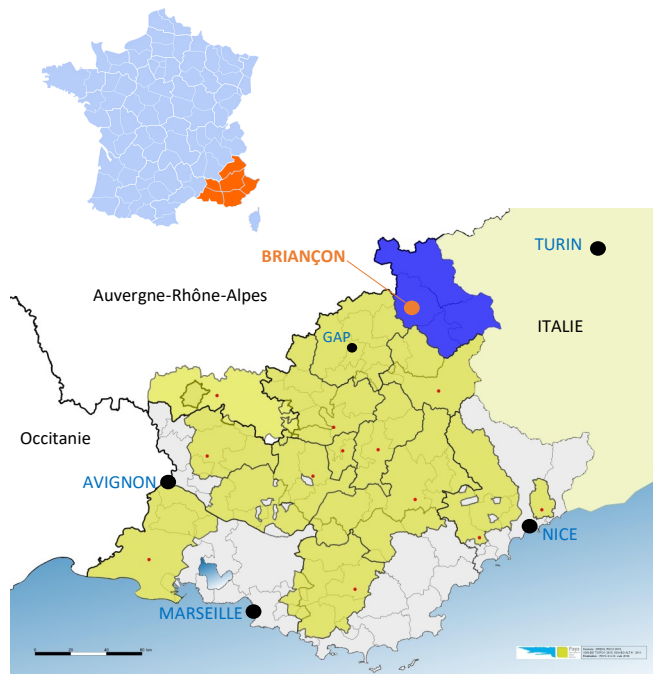 TURIN
BRIANÇON
Auvergne-Rhône-Alpes
ITALIE
GAP
Occitanie
AVIGNON
NICE
MARSEILLE